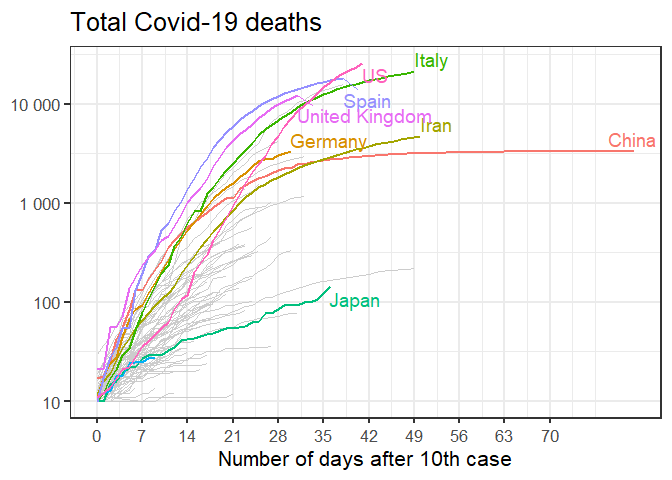 Total Covid-19 deaths
Italy
US
10 000
Spain
United Kingdom
Iran
Germany
China
1 000
100
Japan
10
0 7 14 21 28 35 42 49 56 63 70
Number of days after 10th case